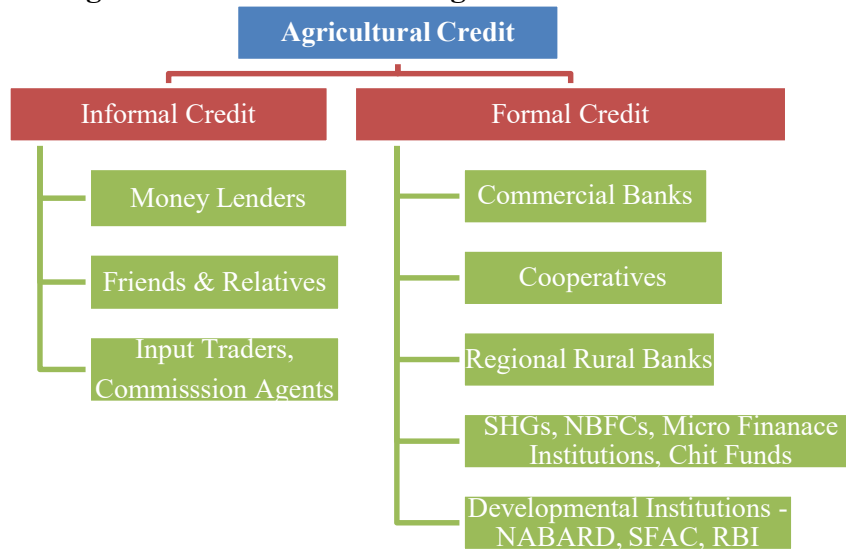 Agricultural Credit
Informal Credit
Formal Credit
Money Lenders
Friends & Relatives
Input Traders,
Commisssion Agents
Commercial Banks
Cooperatives
Regional Rural Banks
SHGs, NBFCs, Micro Finanace
Institutions, Chit Funds
Developmental Institutions -
NABARD, SFAC, RBI